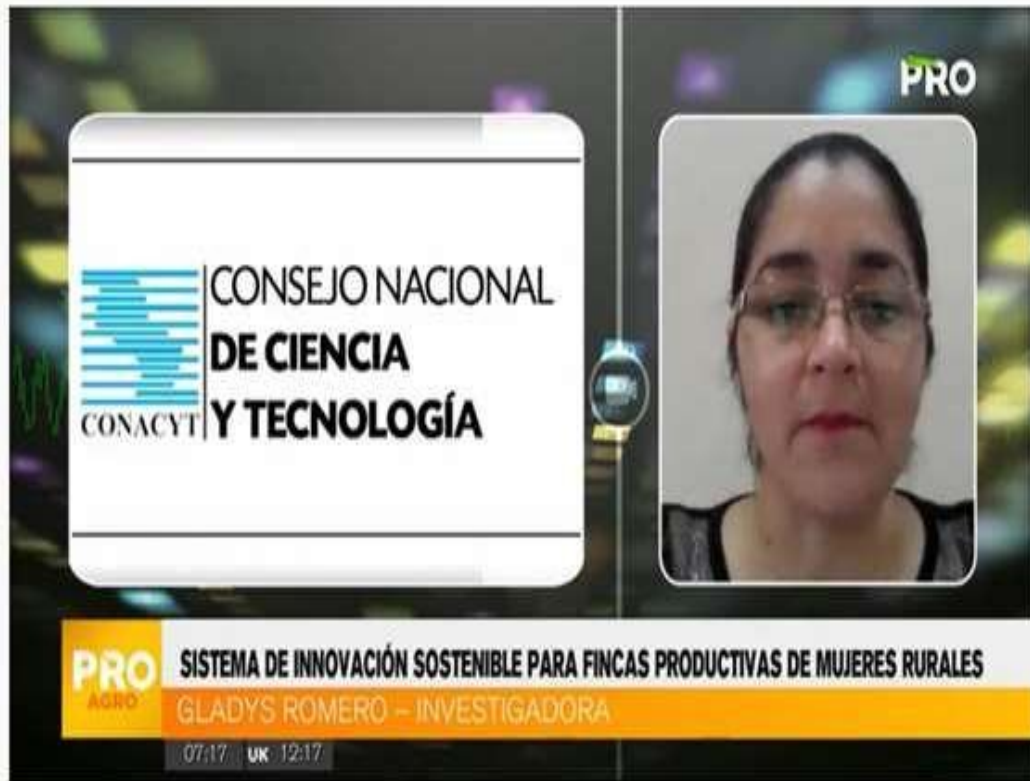 PRO
CONSEJO NACIONAL
DE CIENCIA
CONACYT Y TECNOLOGÍA
PRO
AGRO
SISTEMA DE INNOVACIÓN SOSTENIBLE PARA FINCAS PRODUCTIVAS DE MUJERES RURALES
GLADYS ROMERO – INVESTIGADORA
07:17 UK 12:17